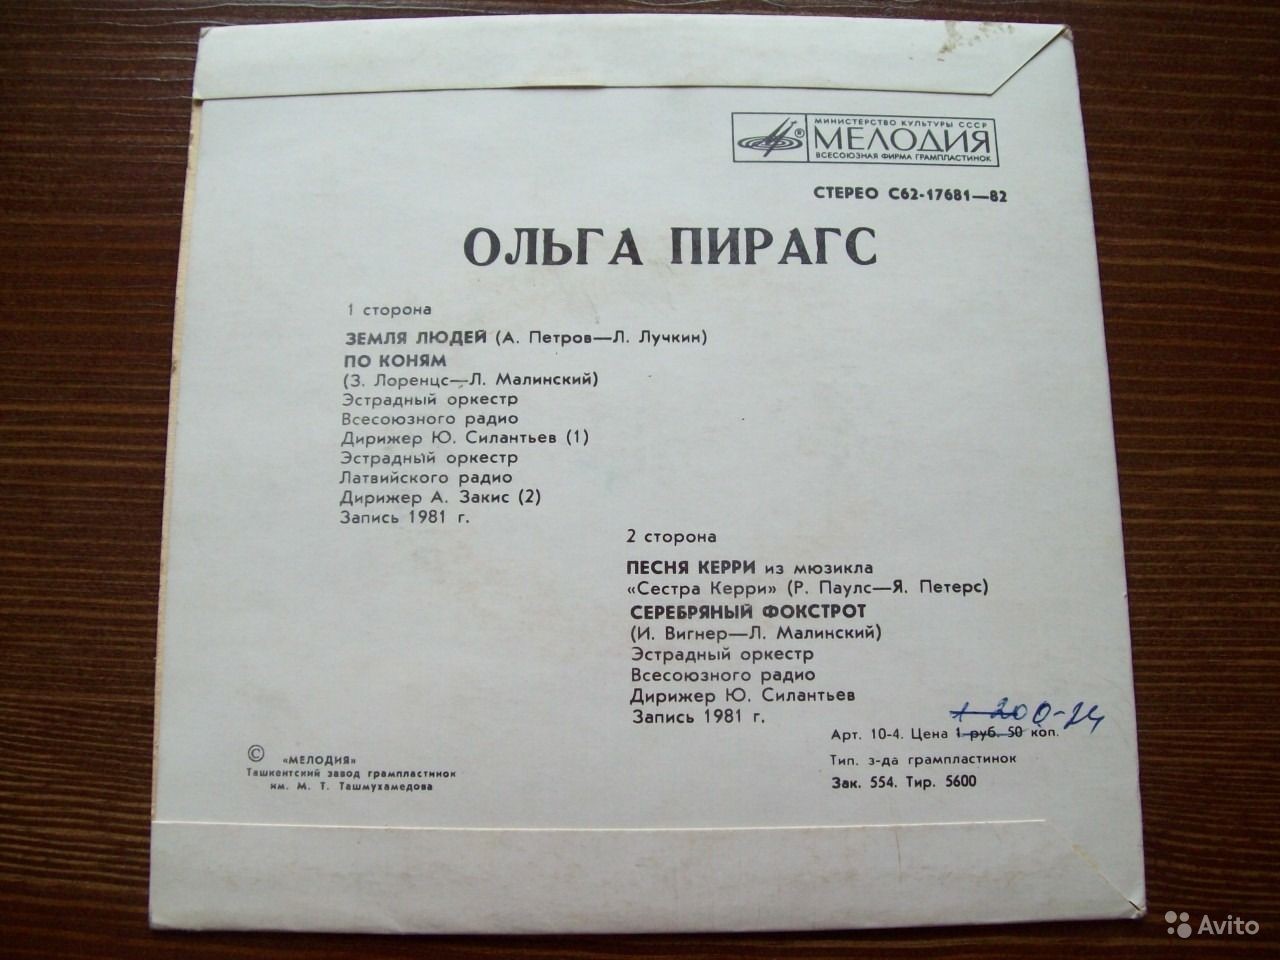 МИНИСТЕРСТВО КУЛЬТУРЫ СССР
МЕЛОДИЯ
ВСЕСОЮЗНАЯ ФИРМА ГРАМПЛАСТИНОК
СТЕРЕО С62-17681—82
ОЛЬГА ПИРАГС
1 сторона
ЗЕМЛЯ ЛЮДЕЙ (А. Петров—Л. Лучкин)
ПО КОНЯМ
(З. Лоренцс—Л. Малинский)
Эстрадный оркестр
Всесоюзного радио
Дирижер Ю. Силантьев (1)
Эстрадный оркестр
Латвийского радио
Дирижер А. Закис (2)
Запись 1981 г.
2 сторона
ПЕСНЯ КЕРРИ из мюзикла
«Сестра Керри» (Р. Паулс—Я. Петерс)
СЕРЕБРЯНЫЙ ФОКСТРОТ
(И. Вигнер—Л. Малинский)
Эстрадный оркестр
Всесоюзного радио
Дирижер Ю. Силантьев
Запись 1981 г.
Арт. 10-4. Цена 1 руб. 50 коп.
Тип. з-да грампластинок
Зак. 554. Тир. 5600
© «МЕЛОДИЯ»
Ташкентский завод грампластинок
им. М. Т. Ташмухамедова
Avito